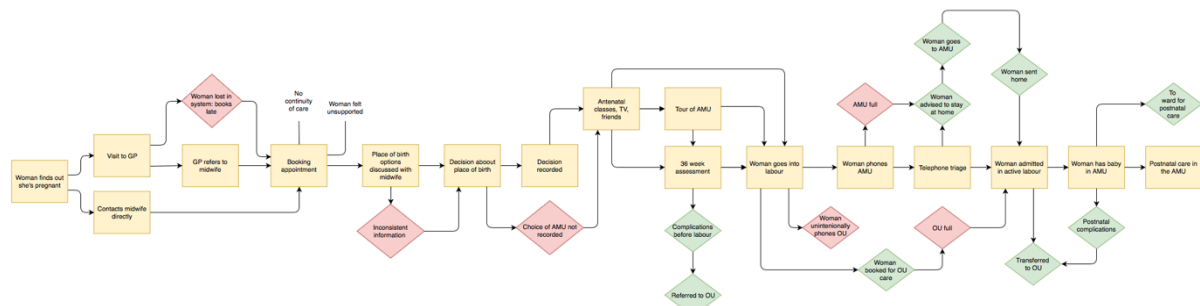 Woman finds out
she's pregnant
Visit to GP
Contacts midwife
directly
Woman lost in
system: books
late
GP refers to
midwife
No
continuity
of care
Woman felt
unsupported
Booking
appointment
Place of birth
options
discussed with
midwife
Inconsistent
information
Decision abouut
place of birth
Decision
recorded
Choice of AMU not
recorded
Antenatal
classes, TV,
friends
Tour of AMU
36 week
assessment
Complications
before labour
Referred to OU
Woman goes into
labour
Woman
unintenionally
phones OU
Woman
booked for OU
care
AMU full
Woman phones
AMU
Woman goes
to AMU
Woman
advised to stay
at home
Telephone triage
OU full
Woman sent
home
Woman admitted
in active labour
Transferred
to OU
Woman has baby
in AMU
Postnatal
complications
To
ward for
postnatal
care
Postnatal care in
the AMU